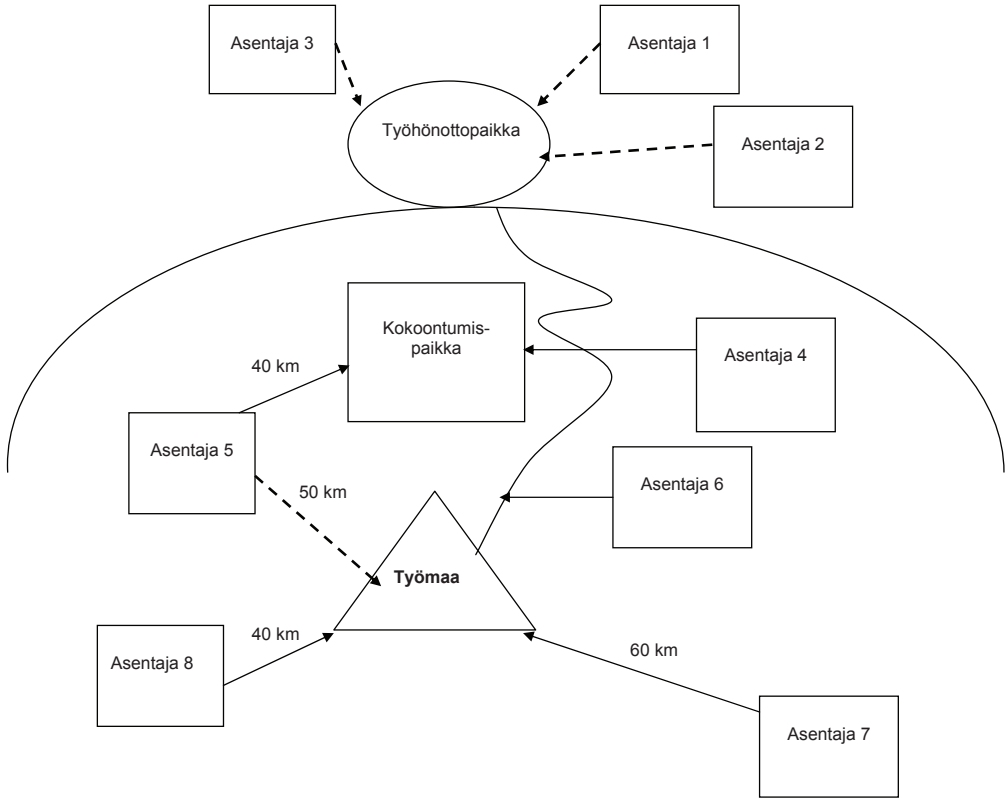 Asentaja 3
Asentaja 1
Työhönottopaikka
Asentaja 2
Kokoontumis-
paikka
Asentaja 4
40 km
Asentaja 5
Asentaja 6
50 km
Työmaa
40 km
60 km
Asentaja 8
Asentaja 7